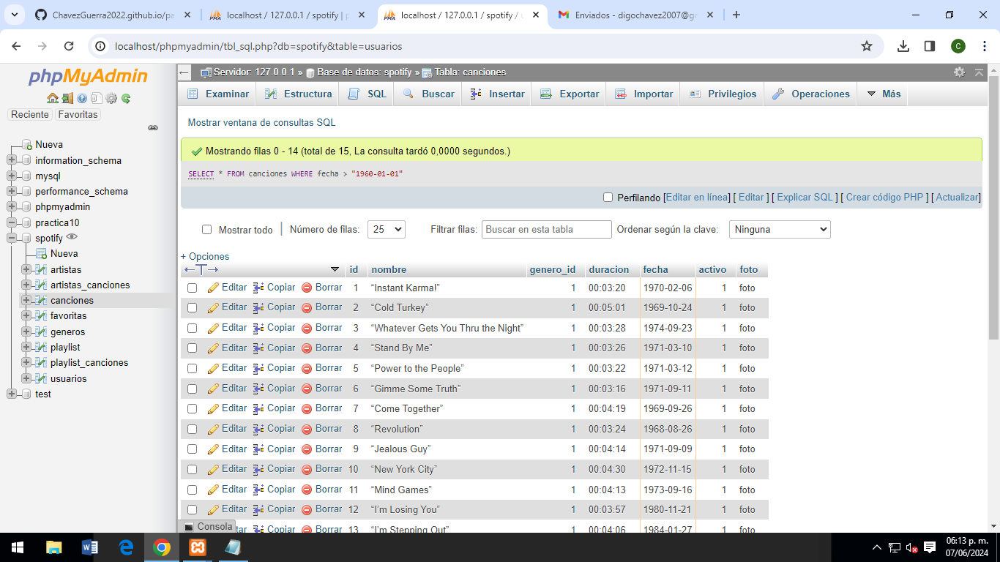 ChavezGuerra2022.github.io/pa
localhost / 127.0.0.1 / spotify | p
localhost / 127.0.0.1 / spotify / u
Enviados - digochavez2007@g
localhost/phpmyadmin/tbl_sql.php?db=spotify&table=usuarios
C
phpMyAdmin
Reciente Favoritas
Nueva
information_schema
mysql
performance_schema
phpmyadmin
practica10
spotify
Nueva
artistas
artistas_canciones
canciones
favoritas
generos
playlist
playlist_canciones
usuarios
test
Servidor: 127.0.0.1 » Base de datos: spotify » Tabla: canciones
Examinar Estructura SQL Buscar Insertar Exportar Importar Privilegios Operaciones Más
Mostrar ventana de consultas SQL
Mostrando filas 0 - 14 (total de 15, La consulta tardó 0,0000 segundos.)
SELECT * FROM canciones WHERE fecha > "1960-01-01"
Perfilando [Editar en línea] [ Editar ] [ Explicar SQL ] [ Crear código PHP ] [ Actualizar]
Mostrar todo | Número de filas: 25 Filtrar filas: Buscar en esta tabla Ordenar según la clave: Ninguna
+ Opciones
←T→ id nombre genero_id duracion fecha activo foto
Editar Copiar Borrar 1 “Instant Karma!” 1 00:03:20 1970-02-06 1 foto
Editar Copiar Borrar 2 “Cold Turkey” 1 00:05:01 1969-10-24 1 foto
Editar Copiar Borrar 3 “Whatever Gets You Thru the Night” 1 00:03:28 1974-09-23 1 foto
Editar Copiar Borrar 4 “Stand By Me” 1 00:03:26 1971-03-10 1 foto
Editar Copiar Borrar 5 “Power to the People” 1 00:03:22 1971-03-12 1 foto
Editar Copiar Borrar 6 “Gimme Some Truth” 1 00:03:16 1971-09-11 1 foto
Editar Copiar Borrar 7 “Come Together” 1 00:04:19 1969-09-26 1 foto
Editar Copiar Borrar 8 “Revolution” 1 00:03:24 1968-08-26 1 foto
Editar Copiar Borrar 9 “Jealous Guy” 1 00:04:14 1971-09-09 1 foto
Editar Copiar Borrar 10 “New York City” 1 00:04:30 1972-11-15 1 foto
Editar Copiar Borrar 11 “Mind Games” 1 00:04:13 1973-09-16 1 foto
Editar Copiar Borrar 12 “I’m Losing You” 1 00:03:57 1980-11-21 1 foto
Copiar Borrar 13 “I’m Stepping Out” 1 00:04:06 1984-01-27 1 foto
Consola
06:13 p. m.
07/06/2024